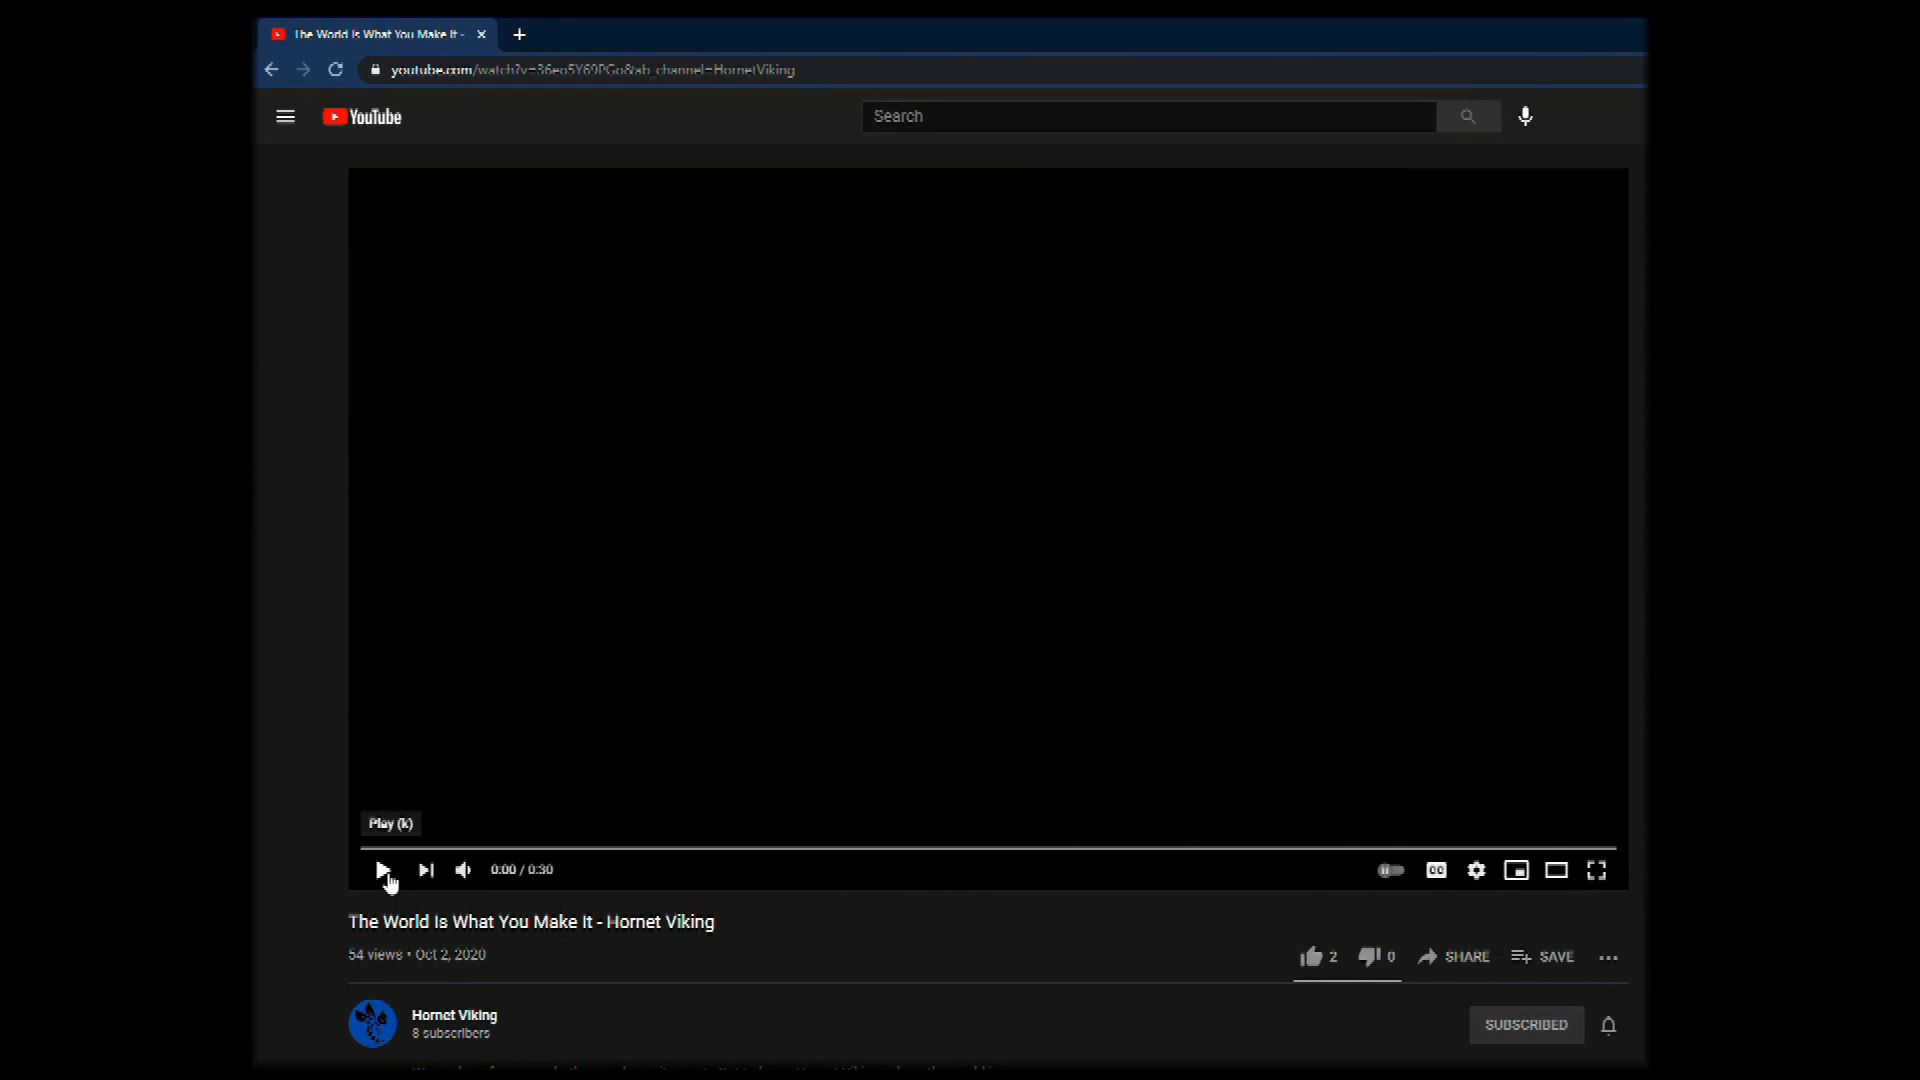 The World Is What You Make It -
youtube.com/watch?v=36eo5Y69PGo&ab_channel=HornetViking
YouTube
Search
Play (k)
0:00 / 0:30
CC
The World Is What You Make It - Hornet Viking
54 views • Oct 2, 2020
2
0
SHARE
SAVE
Hornet Viking
8 subscribers
SUBSCRIBED